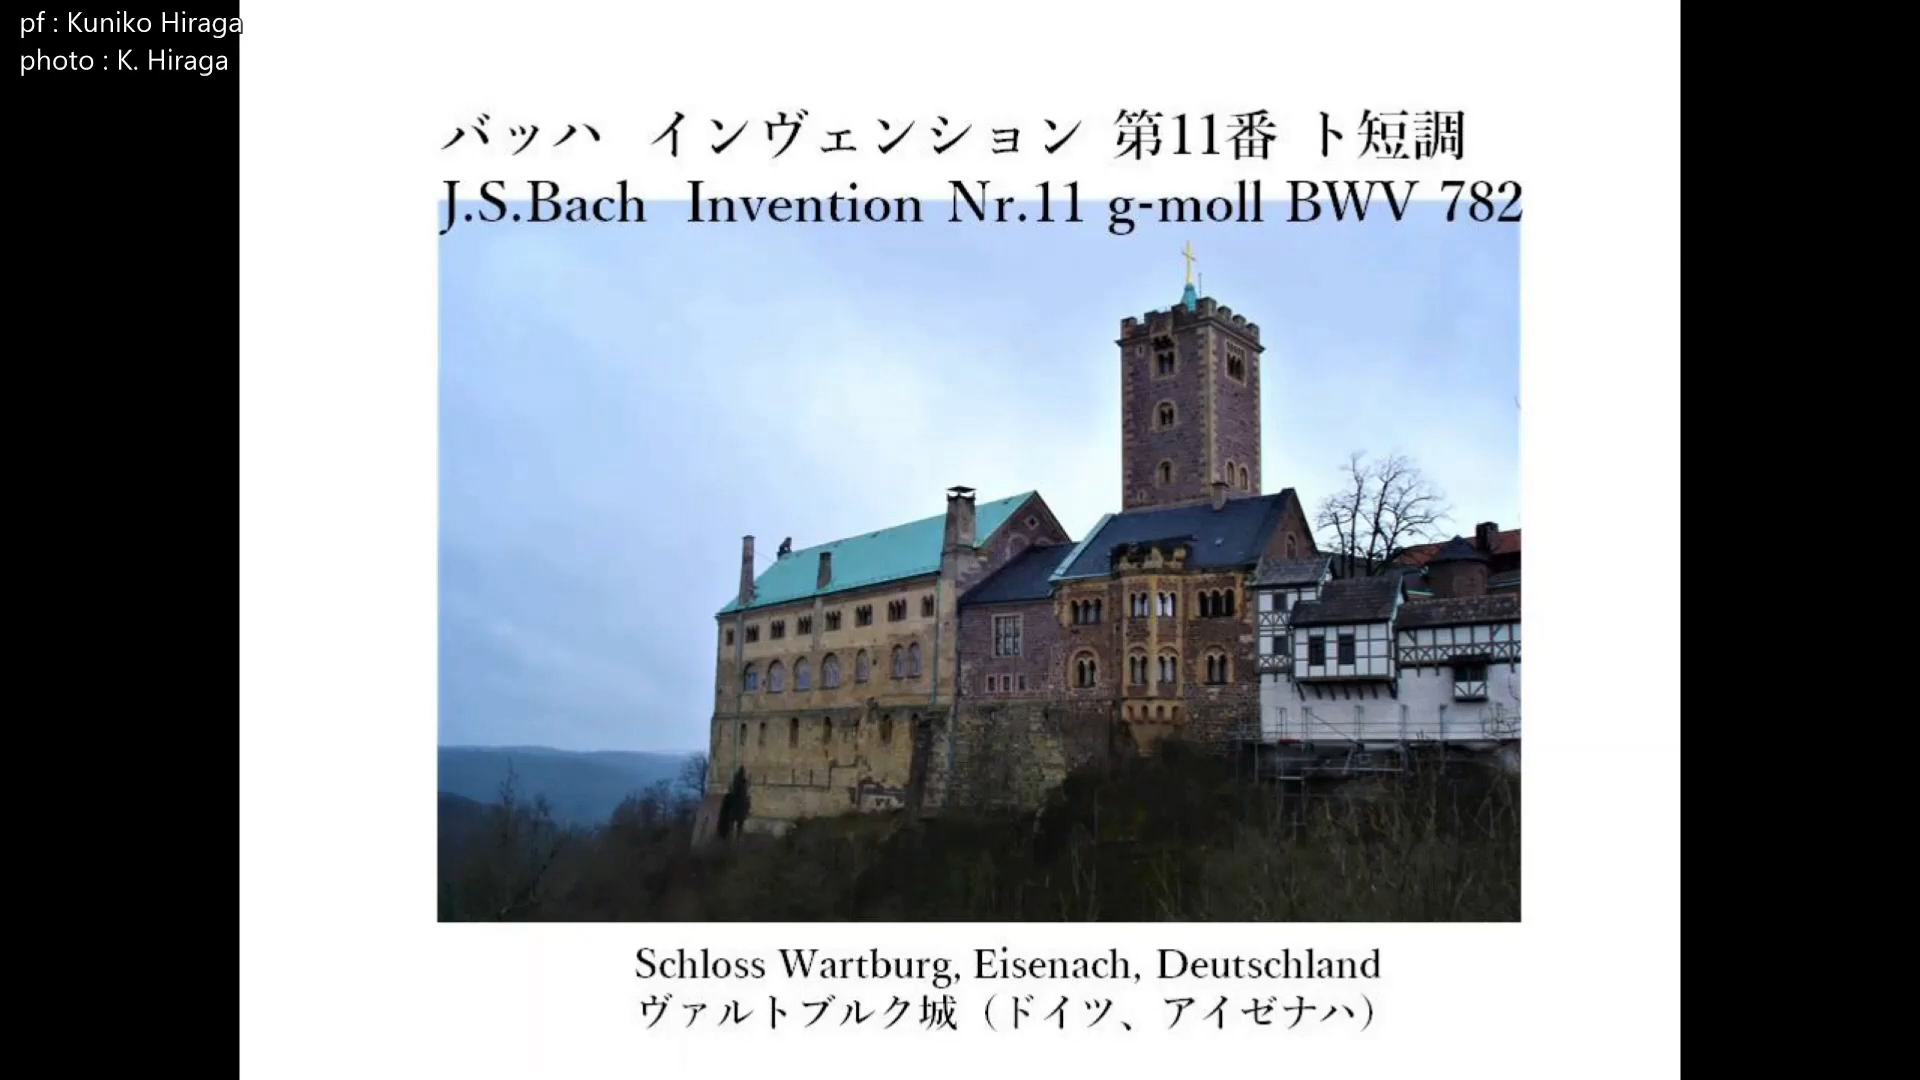 pf : Kuniko Hiraga
photo : K. Hiraga
バッハ インヴェンション 第11番 ト短調
J.S.Bach Invention Nr.11 g-moll BWV 782
Schloss Wartburg, Eisenach, Deutschland
ヴァルトブルク城（ドイツ、アイゼナハ）